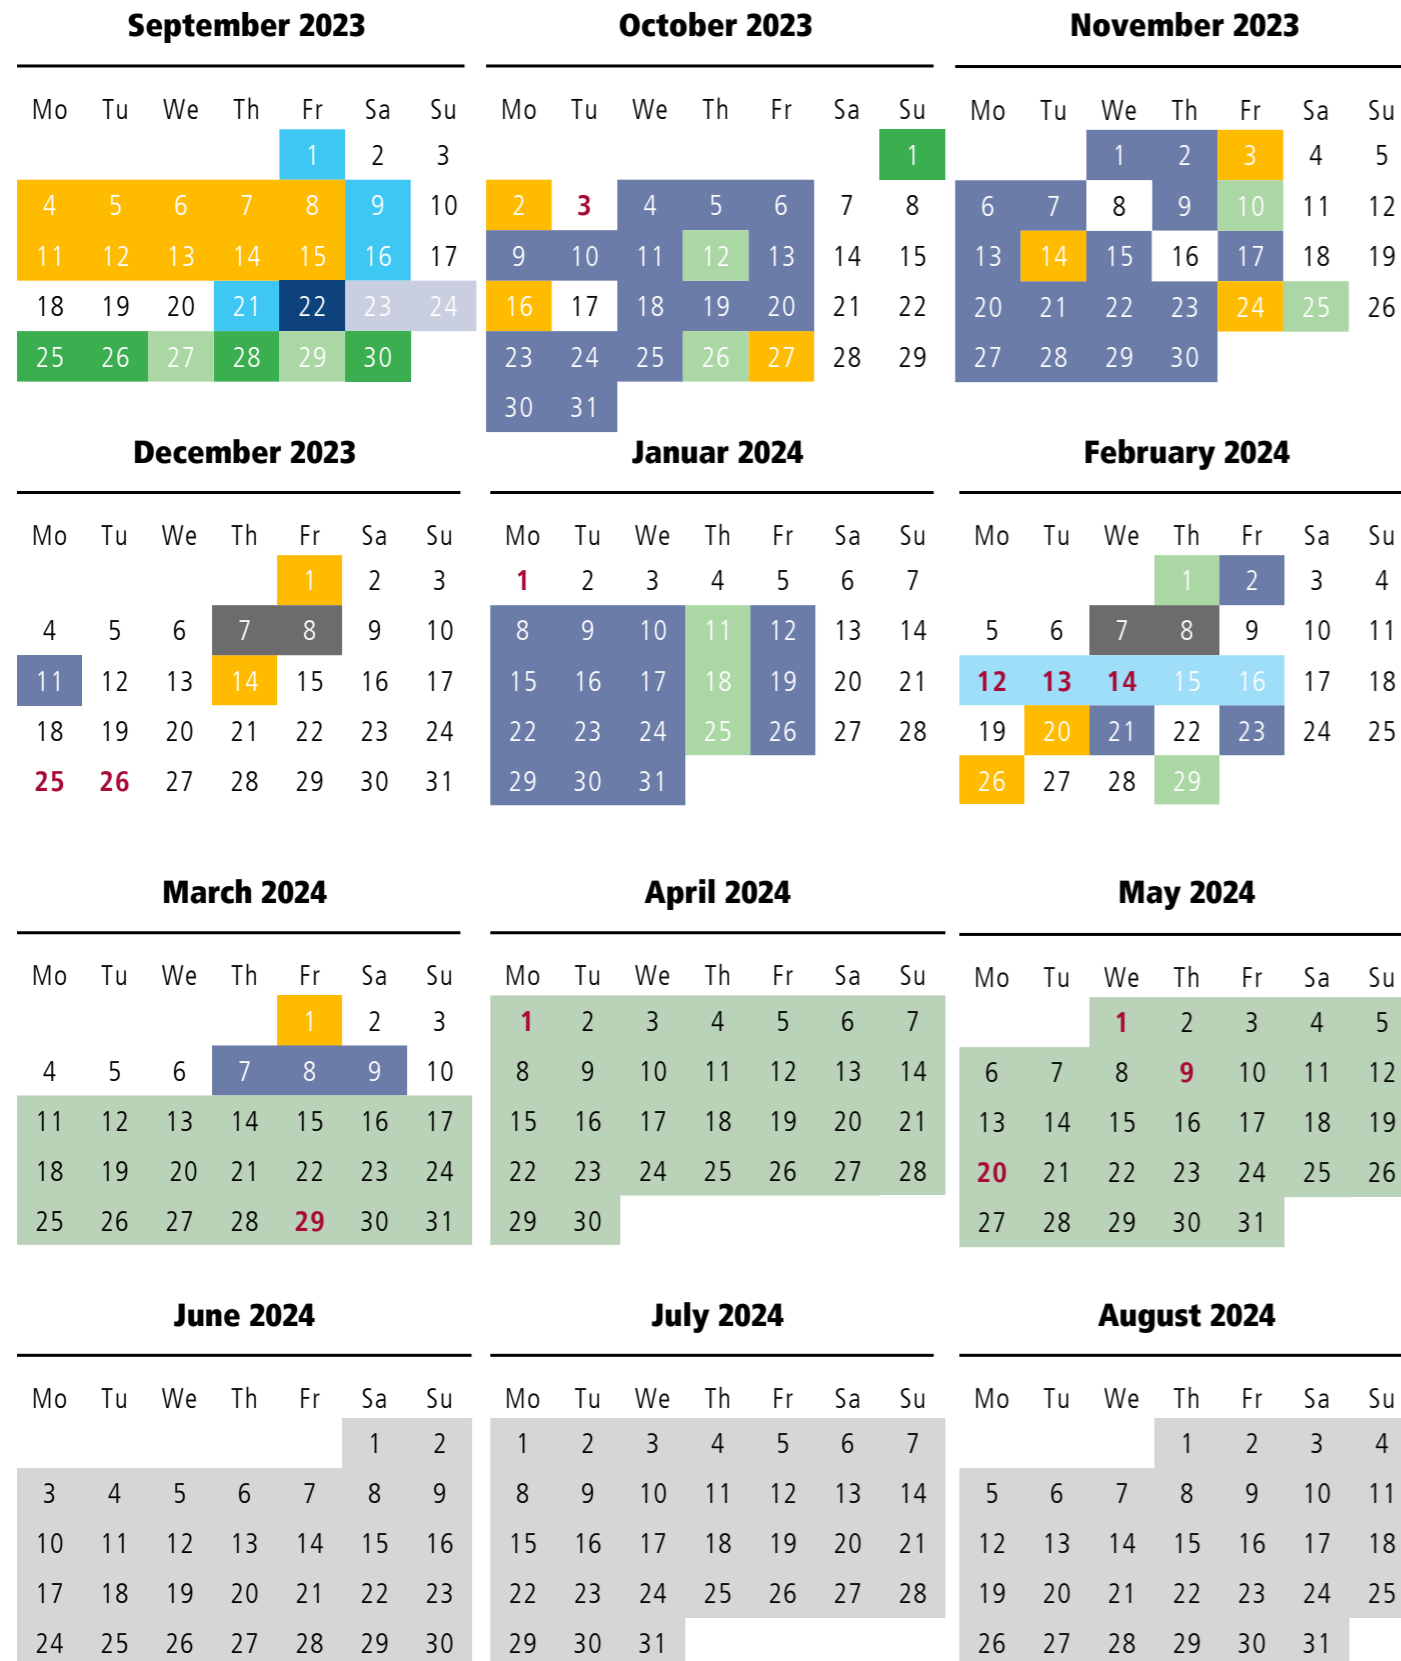 September 2023 October 2023 November 2023
Mo Tu We Th Fr Sa Su Mo Tu We Th Fr Sa Su Mo Tu We Th Fr Sa Su
1 2 3 1 1 2 3 4 5
4 5 6 7 8 9 10 2 3 4 5 6 7 8 6 7 8 9 10 11 12
11 12 13 14 15 16 17 9 10 11 12 13 14 15 13 14 15 16 17 18 19
18 19 20 21 22 23 24 16 17 18 19 20 21 22 20 21 22 23 24 25 26
25 26 27 28 29 30 23 24 25 26 27 28 29 27 28 29 30
30 31
December 2023 Januar 2024 February 2024
Mo Tu We Th Fr Sa Su Mo Tu We Th Fr Sa Su Mo Tu We Th Fr Sa Su
1 2 3 1 2 3 4 5 6 7 1 2 3 4
4 5 6 7 8 9 10 8 9 10 11 12 13 14 5 6 7 8 9 10 11
11 12 13 14 15 16 17 15 16 17 18 19 20 21 12 13 14 15 16 17 18
18 19 20 21 22 23 24 22 23 24 25 26 27 28 19 20 21 22 23 24 25
25 26 27 28 29 30 31 29 30 31 26 27 28 29
March 2024 April 2024 May 2024
Mo Tu We Th Fr Sa Su Mo Tu We Th Fr Sa Su Mo Tu We Th Fr Sa Su
1 2 3 1 2 3 4 5 6 7 1 2 3 4 5
4 5 6 7 8 9 10 8 9 10 11 12 13 14 6 7 8 9 10 11 12
11 12 13 14 15 16 17 15 16 17 18 19 20 21 13 14 15 16 17 18 19
18 19 20 21 22 23 24 22 23 24 25 26 27 28 20 21 22 23 24 25 26
25 26 27 28 29 30 31 29 30 27 28 29 30 31
June 2024 July 2024 August 2024
Mo Tu We Th Fr Sa Su Mo Tu We Th Fr Sa Su Mo Tu We Th Fr Sa Su
1 2 1 2 3 4 5 6 7 1 2 3 4
3 4 5 6 7 8 9 8 9 10 11 12 13 14 5 6 7 8 9 10 11
10 11 12 13 14 15 16 15 16 17 18 19 20 21 12 13 14 15 16 17 18
17 18 19 20 21 22 23 22 23 24 25 26 27 28 19 20 21 22 23 24 25
24 25 26 27 28 29 30 29 30 31 26 27 28 29 30 31